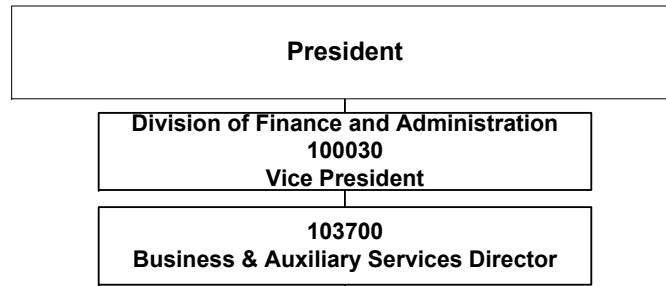 President
Division of Finance and Administration
100030
Vice President
103700
Business & Auxiliary Services Director